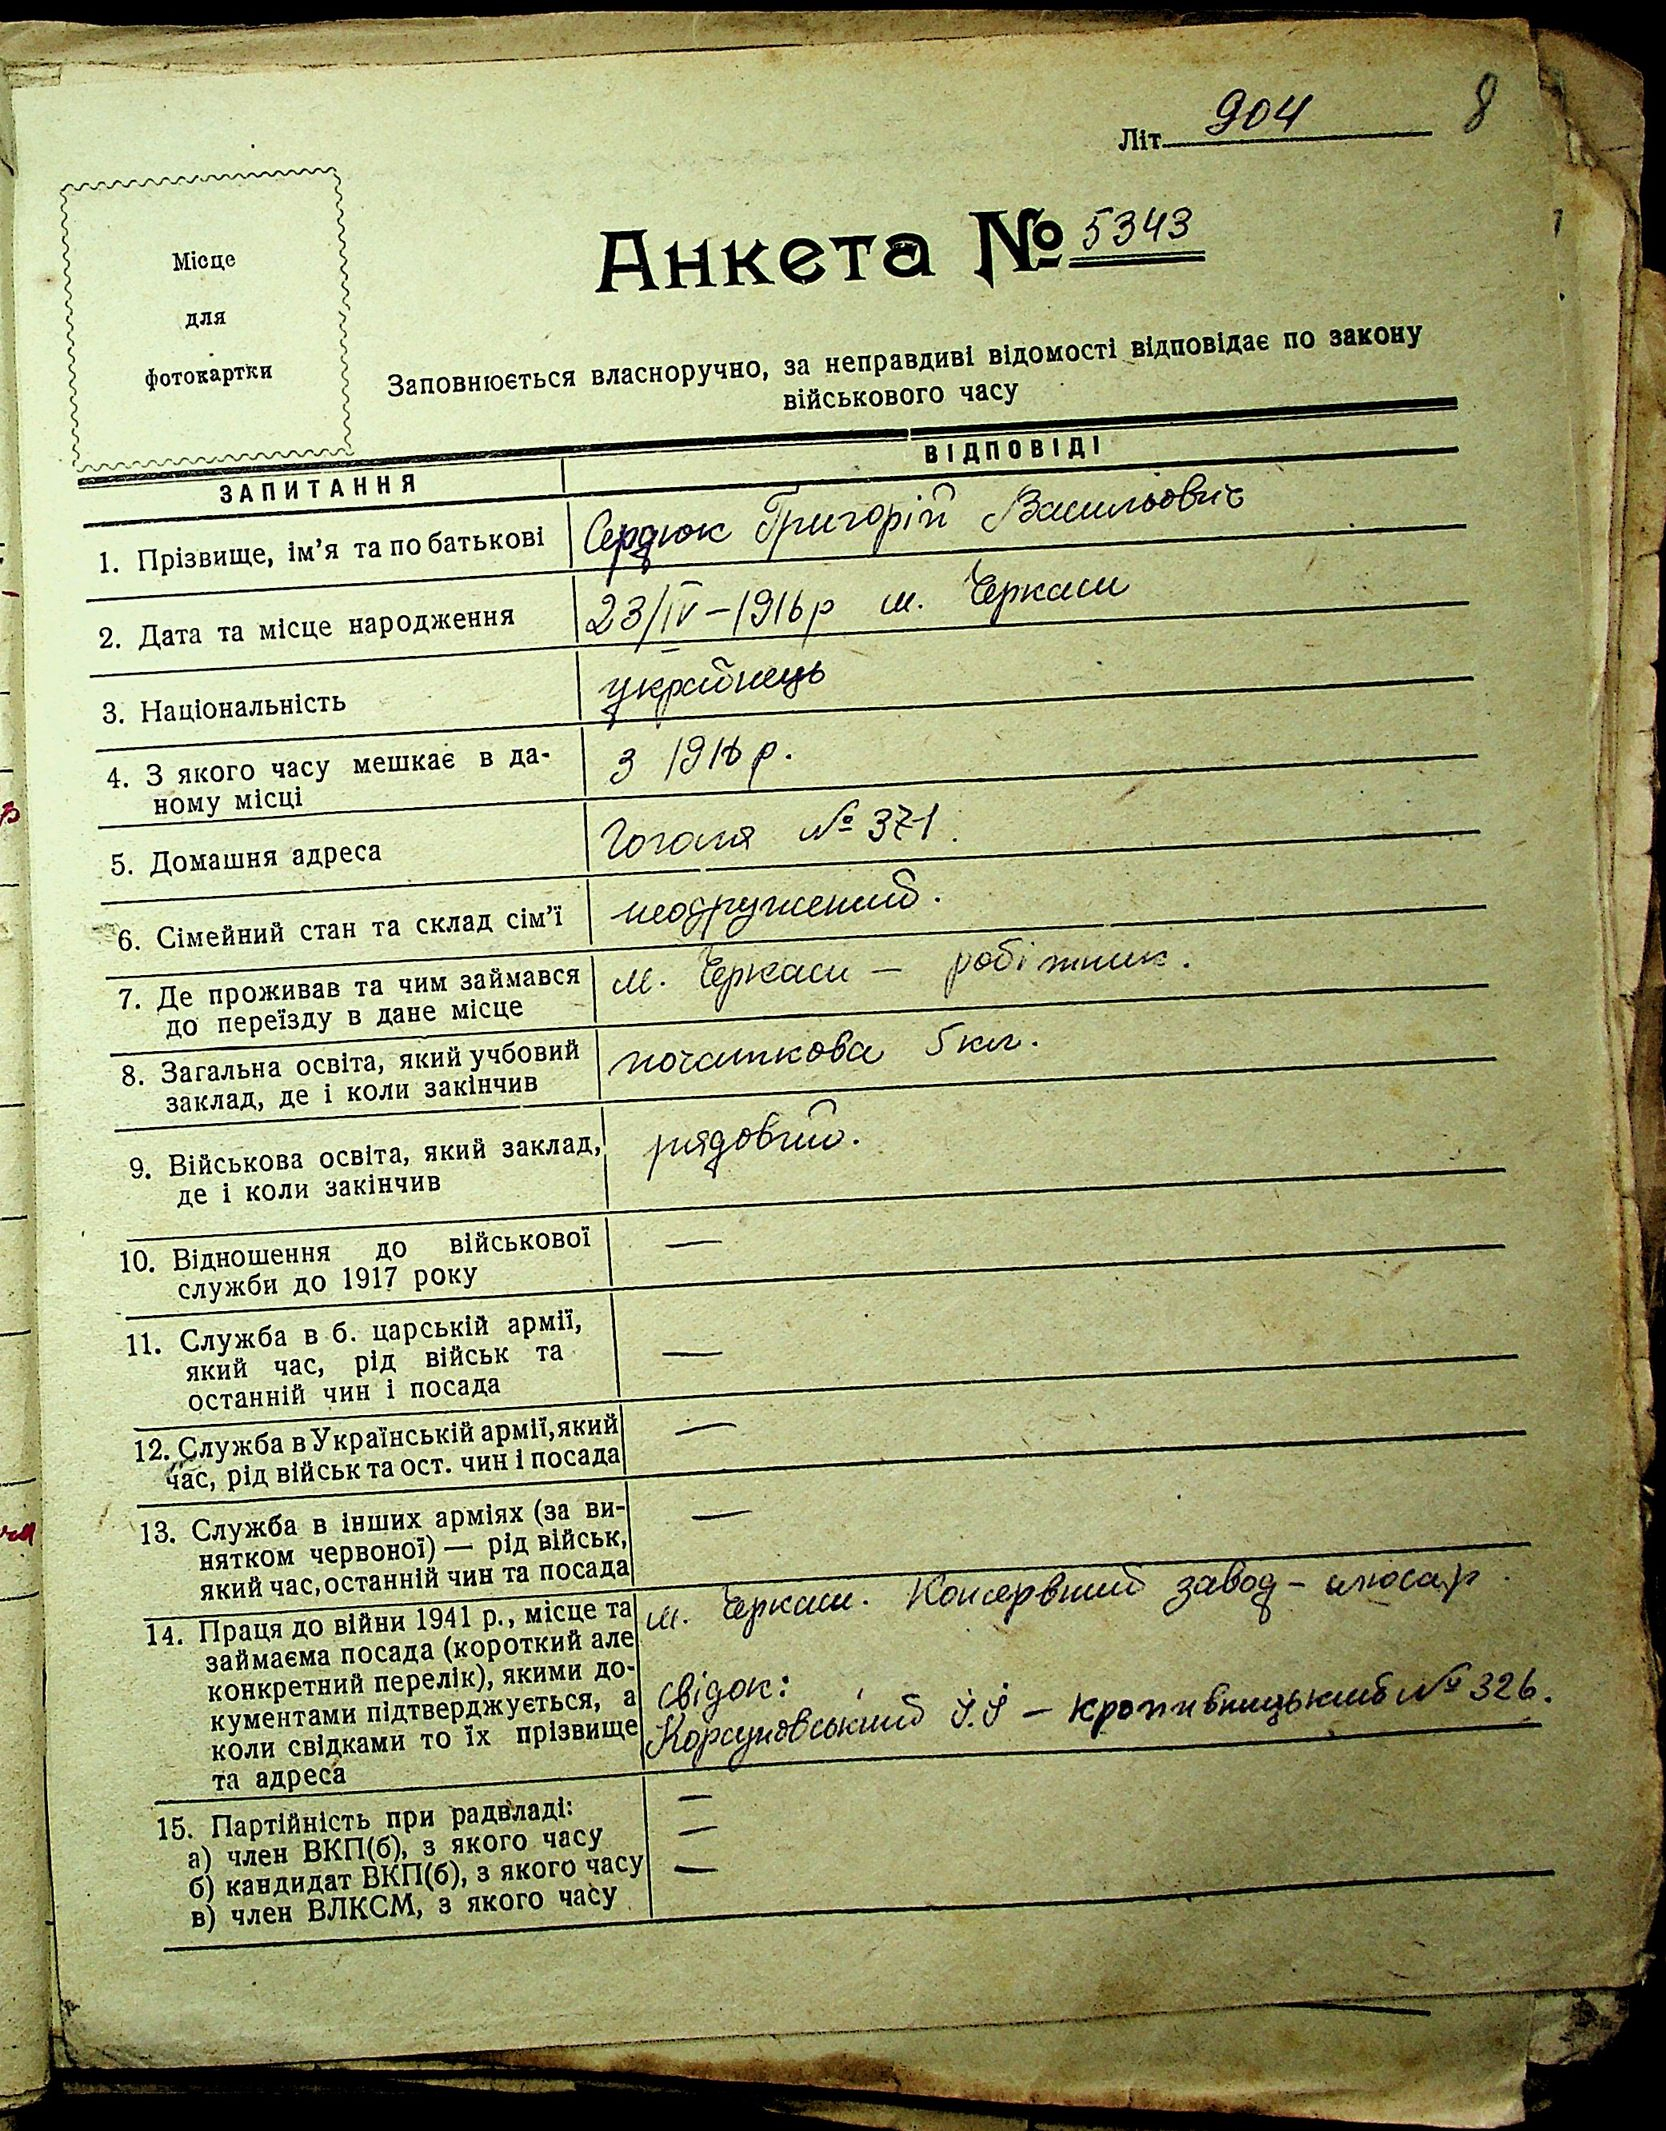 8
Літ 904
Місце
для
фотокартки
Анкета № 5343
Заповнюється власноручно, за неправдиві відомості відповідає по закону
військового часу
ЗАПИТАННЯ
ВІДПОВІДІ
1. Прізвище, ім'я та по батькові
Сердюк Григорій Васильович
2. Дата та місце народження
23/IV – 1916 р м. Черкаси
3. Національність
українець
4. З якого часу мешкає в да-
ному місці
З 1916 р.
5. Домашня адреса
Гоголя № 371.
6. Сімейний стан та склад сім'ї
неодружений.
7. Де проживав та чим займався
до переїзду в дане місце
м. Черкаси – робітник.
8. Загальна освіта, який учбовий
заклад, де і коли закінчив
початкова 5 кл.
9. Військова освіта, який заклад,
де і коли закінчив
рядовий.
10. Відношення до військової
служби до 1917 року
—
11. Служба в б. царській армії,
який час, рід військ та
останній чин і посада
—
12. Служба в Українській армії, який
час, рід військ та ост. чин і посада
—
13. Служба в інших арміях (за ви-
нятком червоної) — рід військ,
який час, останній чин та посада
—
14. Праця до війни 1941 р., місце та
займаєма посада (короткий але
конкретний перелік), якими до-
кументами підтверджується, а
коли свідками то їх прізвище
та адреса
м. Черкаси. Консервний завод – слюсар.
свідок:
Корсуновський І.І – Кропивницький № 326.
15. Партійність при радвладі:
а) член ВКП(б), з якого часу
б) кандидат ВКП(б), з якого часу
в) член ВЛКСМ, з якого часу
—
—
—